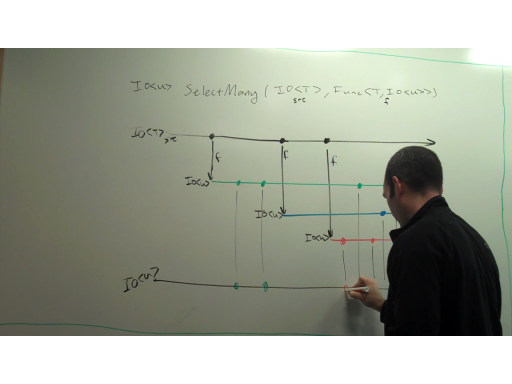 IO<u> SelectMany (IO<T>, Func<T, IO<u>>)
src f
IO<T> src
f f f
IO<u>
IO<u>
IO<u>
IO<u>